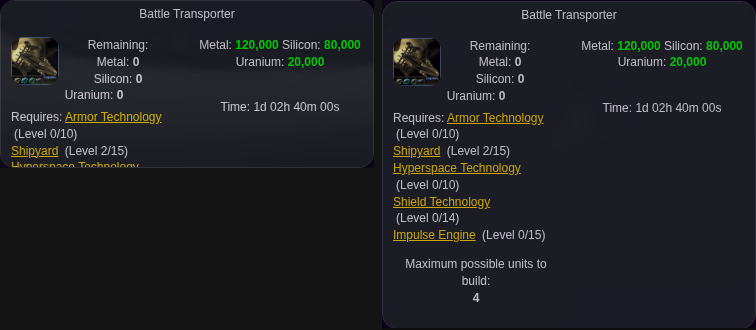 Battle Transporter
Remaining:
Metal: 0
Silicon: 0
Uranium: 0
Metal: 120,000 Silicon: 80,000
Uranium: 20,000
Time: 1d 02h 40m 00s
Requires: Armor Technology
(Level 0/10)
Shipyard (Level 2/15)
Hyperspace Technology
Battle Transporter
Remaining:
Metal: 0
Silicon: 0
Uranium: 0
Metal: 120,000 Silicon: 80,000
Uranium: 20,000
Time: 1d 02h 40m 00s
Requires: Armor Technology
(Level 0/10)
Shipyard (Level 2/15)
Hyperspace Technology
(Level 0/10)
Shield Technology
(Level 0/14)
Impulse Engine (Level 0/15)
Maximum possible units to
build:
4